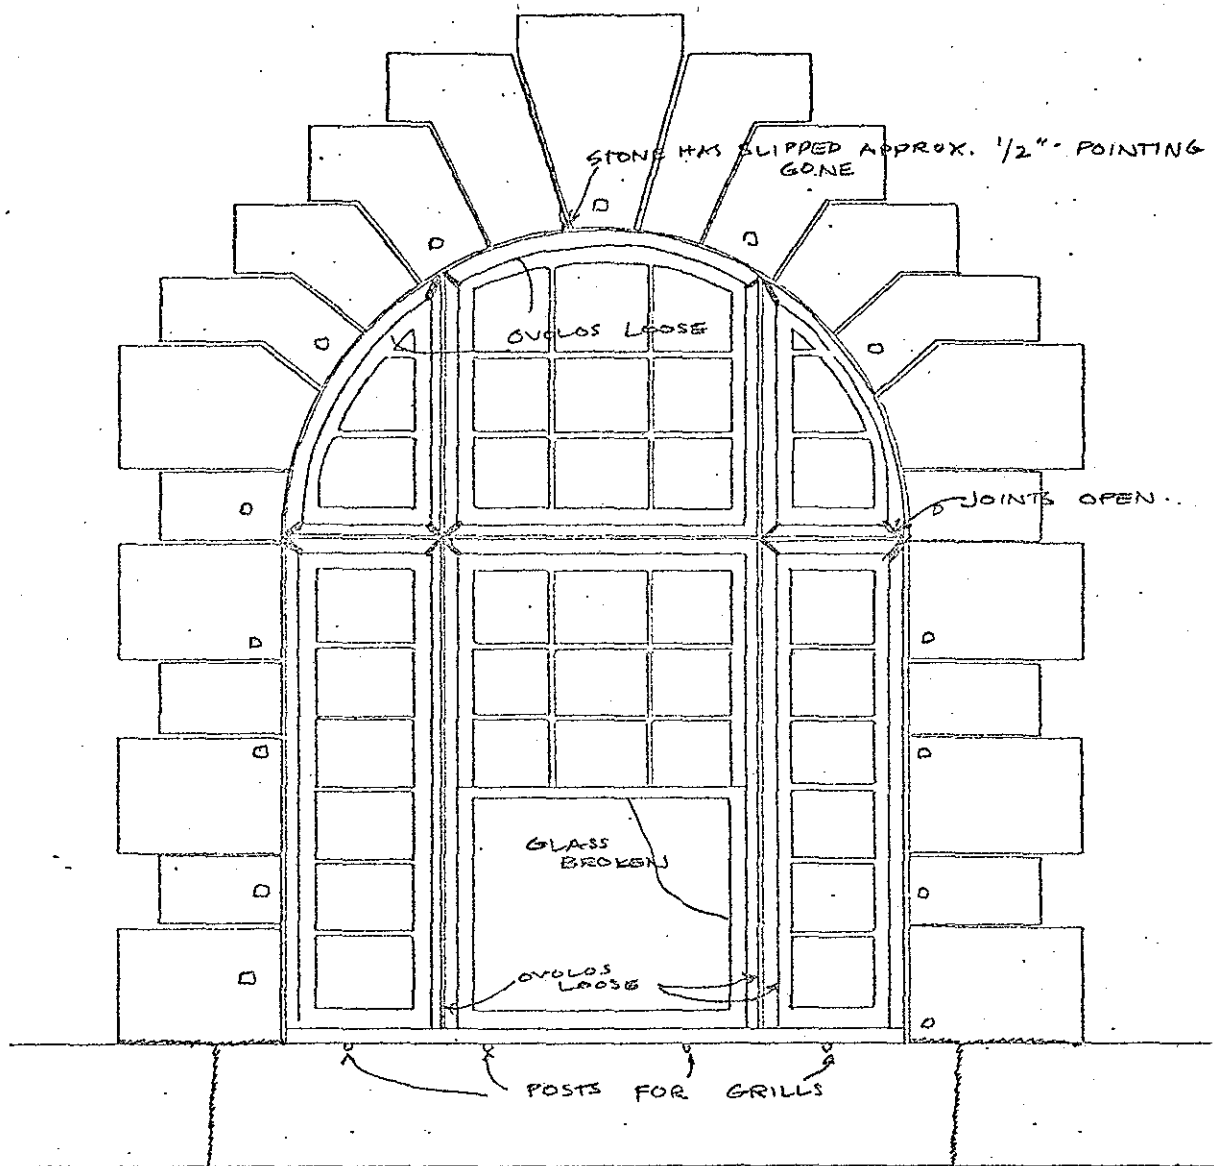 STONE HAS SLIPPED APPROX. 1/2". POINTING
GONE
OVOLOS LOOSE
JOINTS OPEN..
GLASS
BROKEN
OVOLOS
LOOSE
POSTS FOR GRILLS